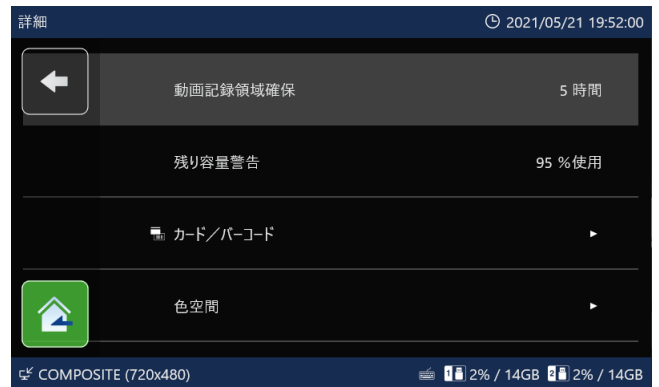 詳細 2021/05/21 19:52:00
動画記録領域確保 5 時間
残り容量警告 95 %使用
カード／バーコード
色空間
COMPOSITE (720x480) 1 2% / 14GB 2 2% / 14GB